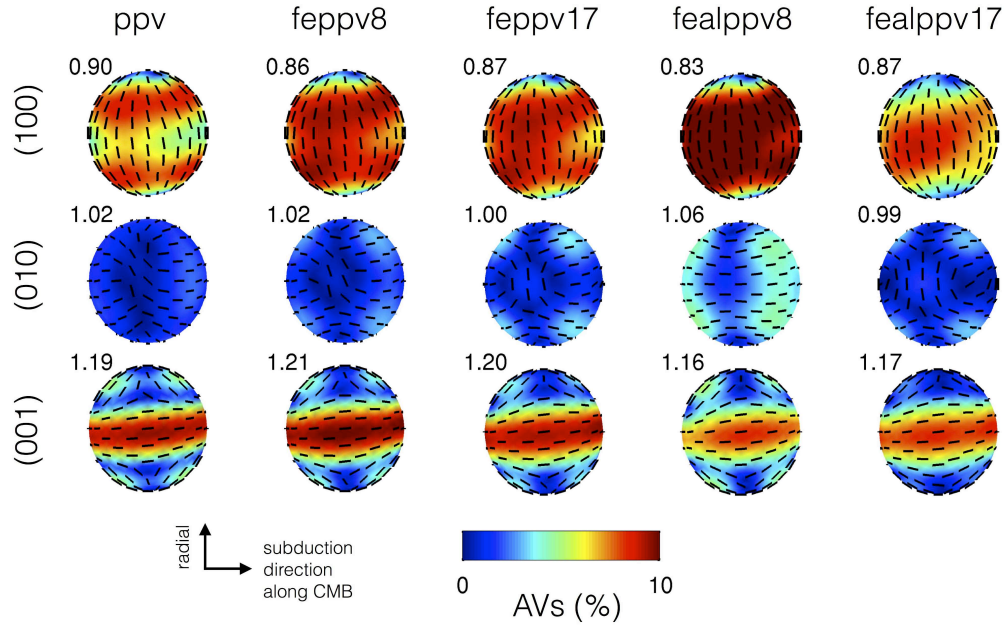 ppv feppv8 feppv17 fealppv8 fealppv17
(100) 0.90 0.86 0.87 0.83 0.87
(010) 1.02 1.02 1.00 1.06 0.99
(001) 1.19 1.21 1.20 1.16 1.17
radial
subduction
direction
along CMB
0 10
AVs (%)